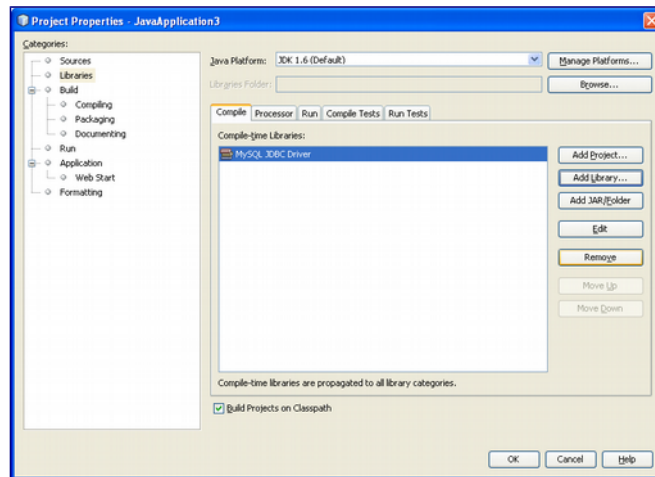 Project Properties - JavaApplication3
Categories:
Sources
Libraries
Build
Compiling
Packaging
Documenting
Run
Application
Web Start
Formatting
Java Platform: JDK 1.6 (Default) Manage Platforms...
Libraries Folder: Browse...
Compile Processor Run Compile Tests Run Tests
Compile-time Libraries:
MySQL JDBC Driver
Add Project...
Add Library...
Add JAR/Folder
Edit
Remove
Move Up
Move Down
Compile-time libraries are propagated to all library categories.
Build Projects on Classpath
OK Cancel Help